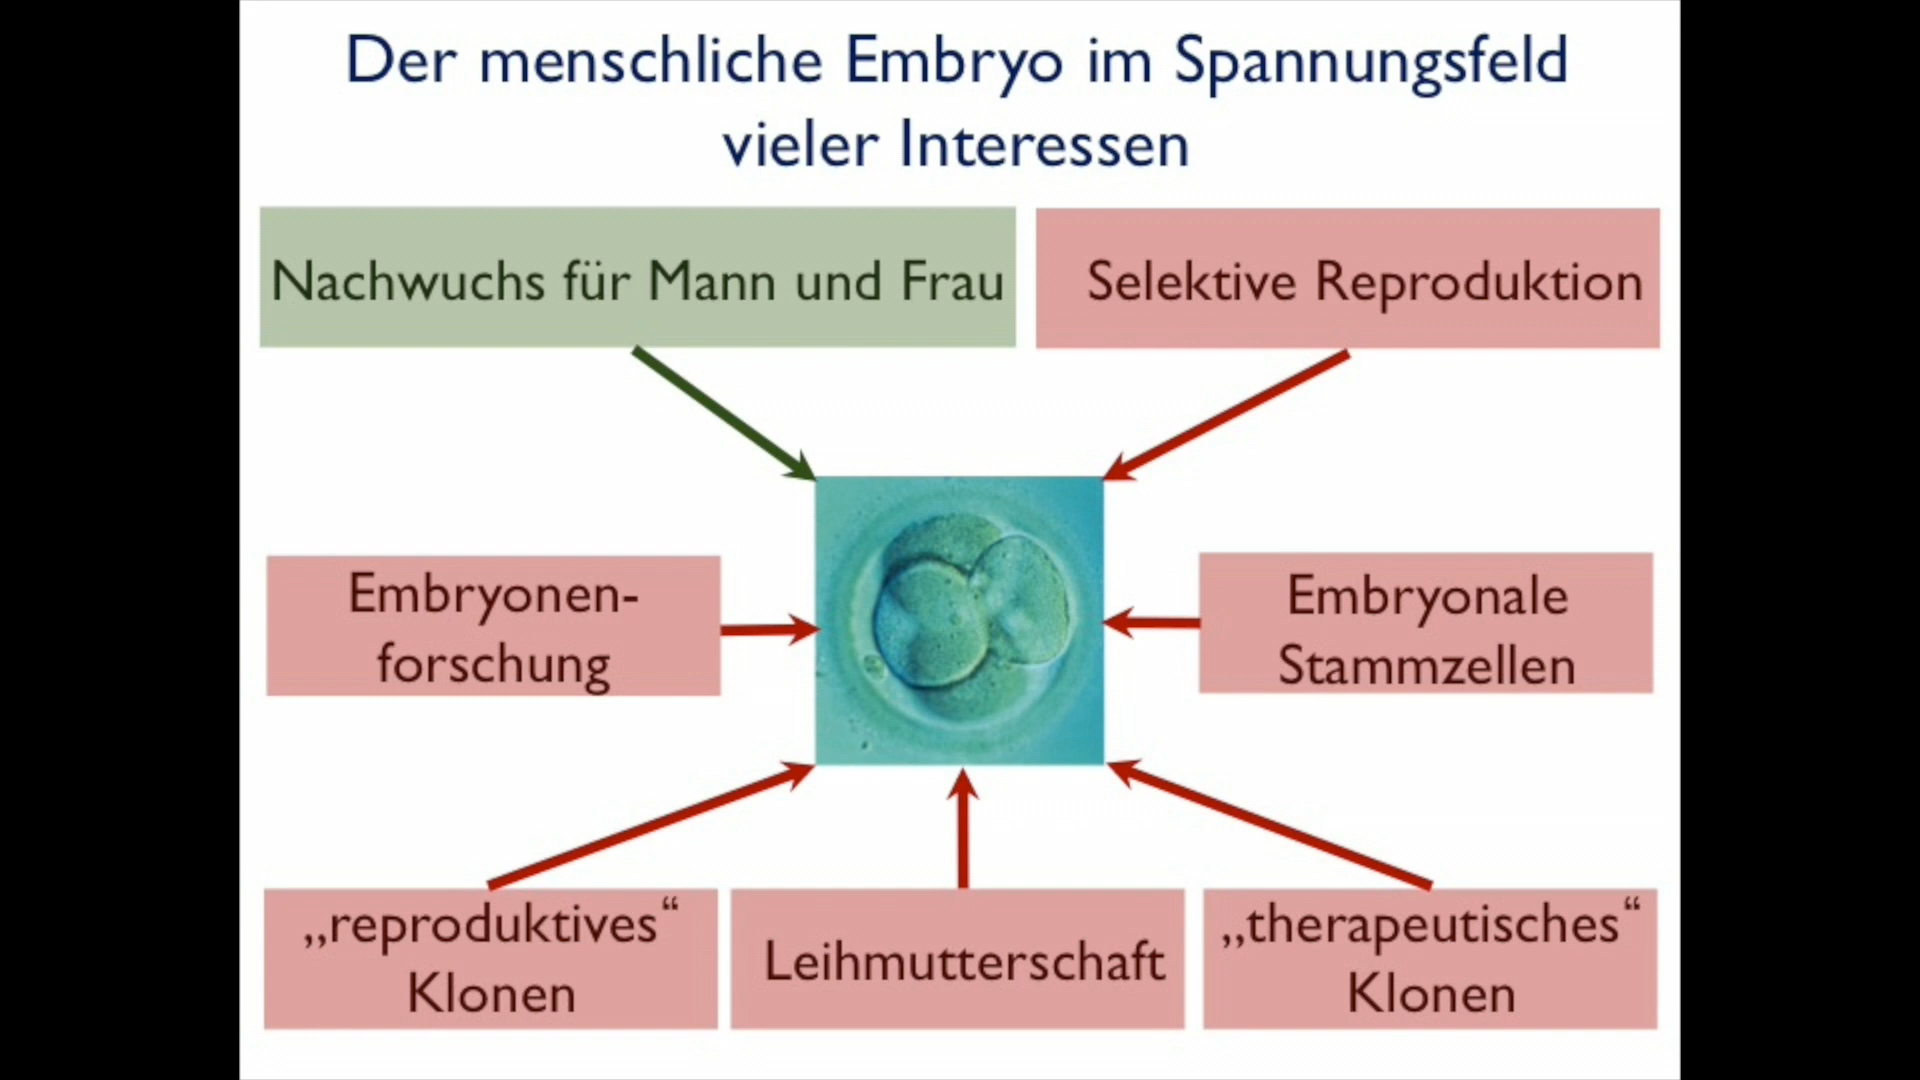 Der menschliche Embryo im Spannungsfeld
vieler Interessen
Nachwuchs für Mann und Frau
Selektive Reproduktion
Embryonen-
forschung
Embryonale
Stammzellen
„reproduktives“
Klonen
Leihmutterschaft
„therapeutisches“
Klonen